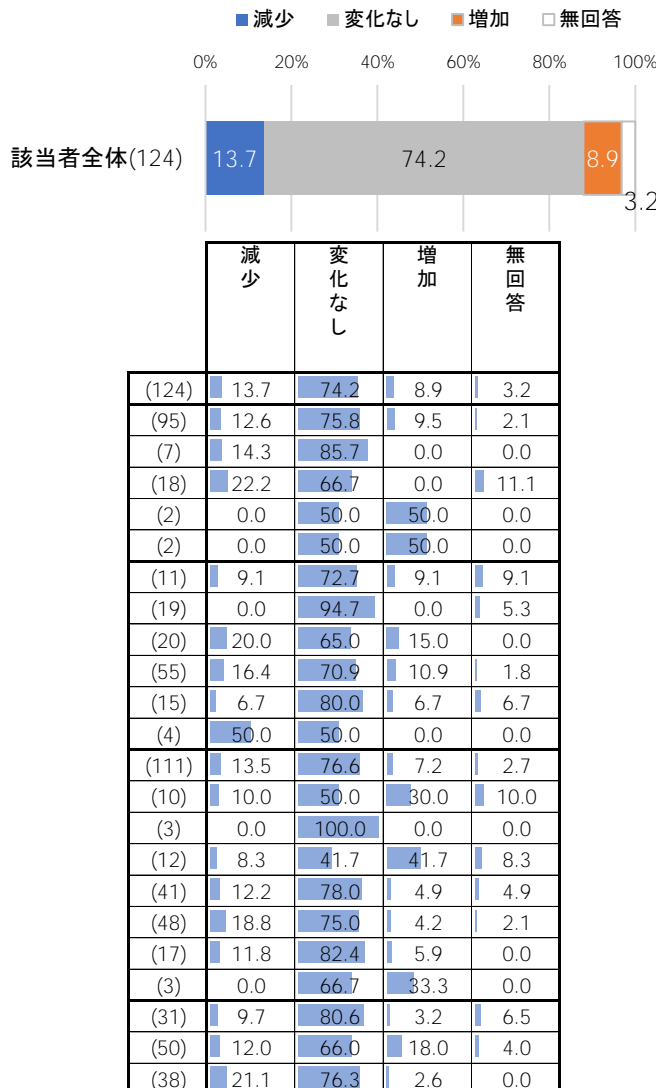 ■減少 ■変化なし ■増加 □無回答
0% 20% 40% 60% 80% 100%
該当者全体(124) 13.7 74.2 8.9 3.2
減少 変化なし 増加 無回答
(124) 13.7 74.2 8.9 3.2
(95) 12.6 75.8 9.5 2.1
(7) 14.3 85.7 0.0 0.0
(18) 22.2 66.7 0.0 11.1
(2) 0.0 50.0 50.0 0.0
(2) 0.0 50.0 50.0 0.0
(11) 9.1 72.7 9.1 9.1
(19) 0.0 94.7 0.0 5.3
(20) 20.0 65.0 15.0 0.0
(55) 16.4 70.9 10.9 1.8
(15) 6.7 80.0 6.7 6.7
(4) 50.0 50.0 0.0 0.0
(111) 13.5 76.6 7.2 2.7
(10) 10.0 50.0 30.0 10.0
(3) 0.0 100.0 0.0 0.0
(12) 8.3 41.7 41.7 8.3
(41) 12.2 78.0 4.9 4.9
(48) 18.8 75.0 4.2 2.1
(17) 11.8 82.4 5.9 0.0
(3) 0.0 66.7 33.3 0.0
(31) 9.7 80.6 3.2 6.5
(50) 12.0 66.0 18.0 4.0
(38) 21.1 76.3 2.6 0.0